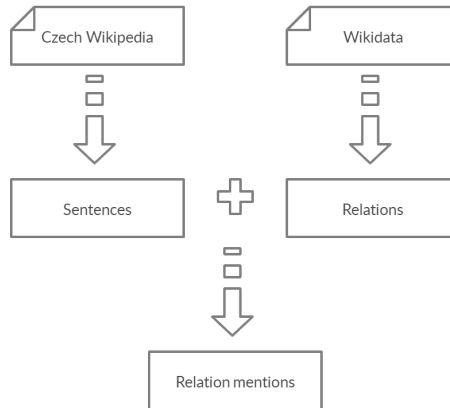 Czech Wikipedia
Wikidata
Sentences
Relations
Relation mentions